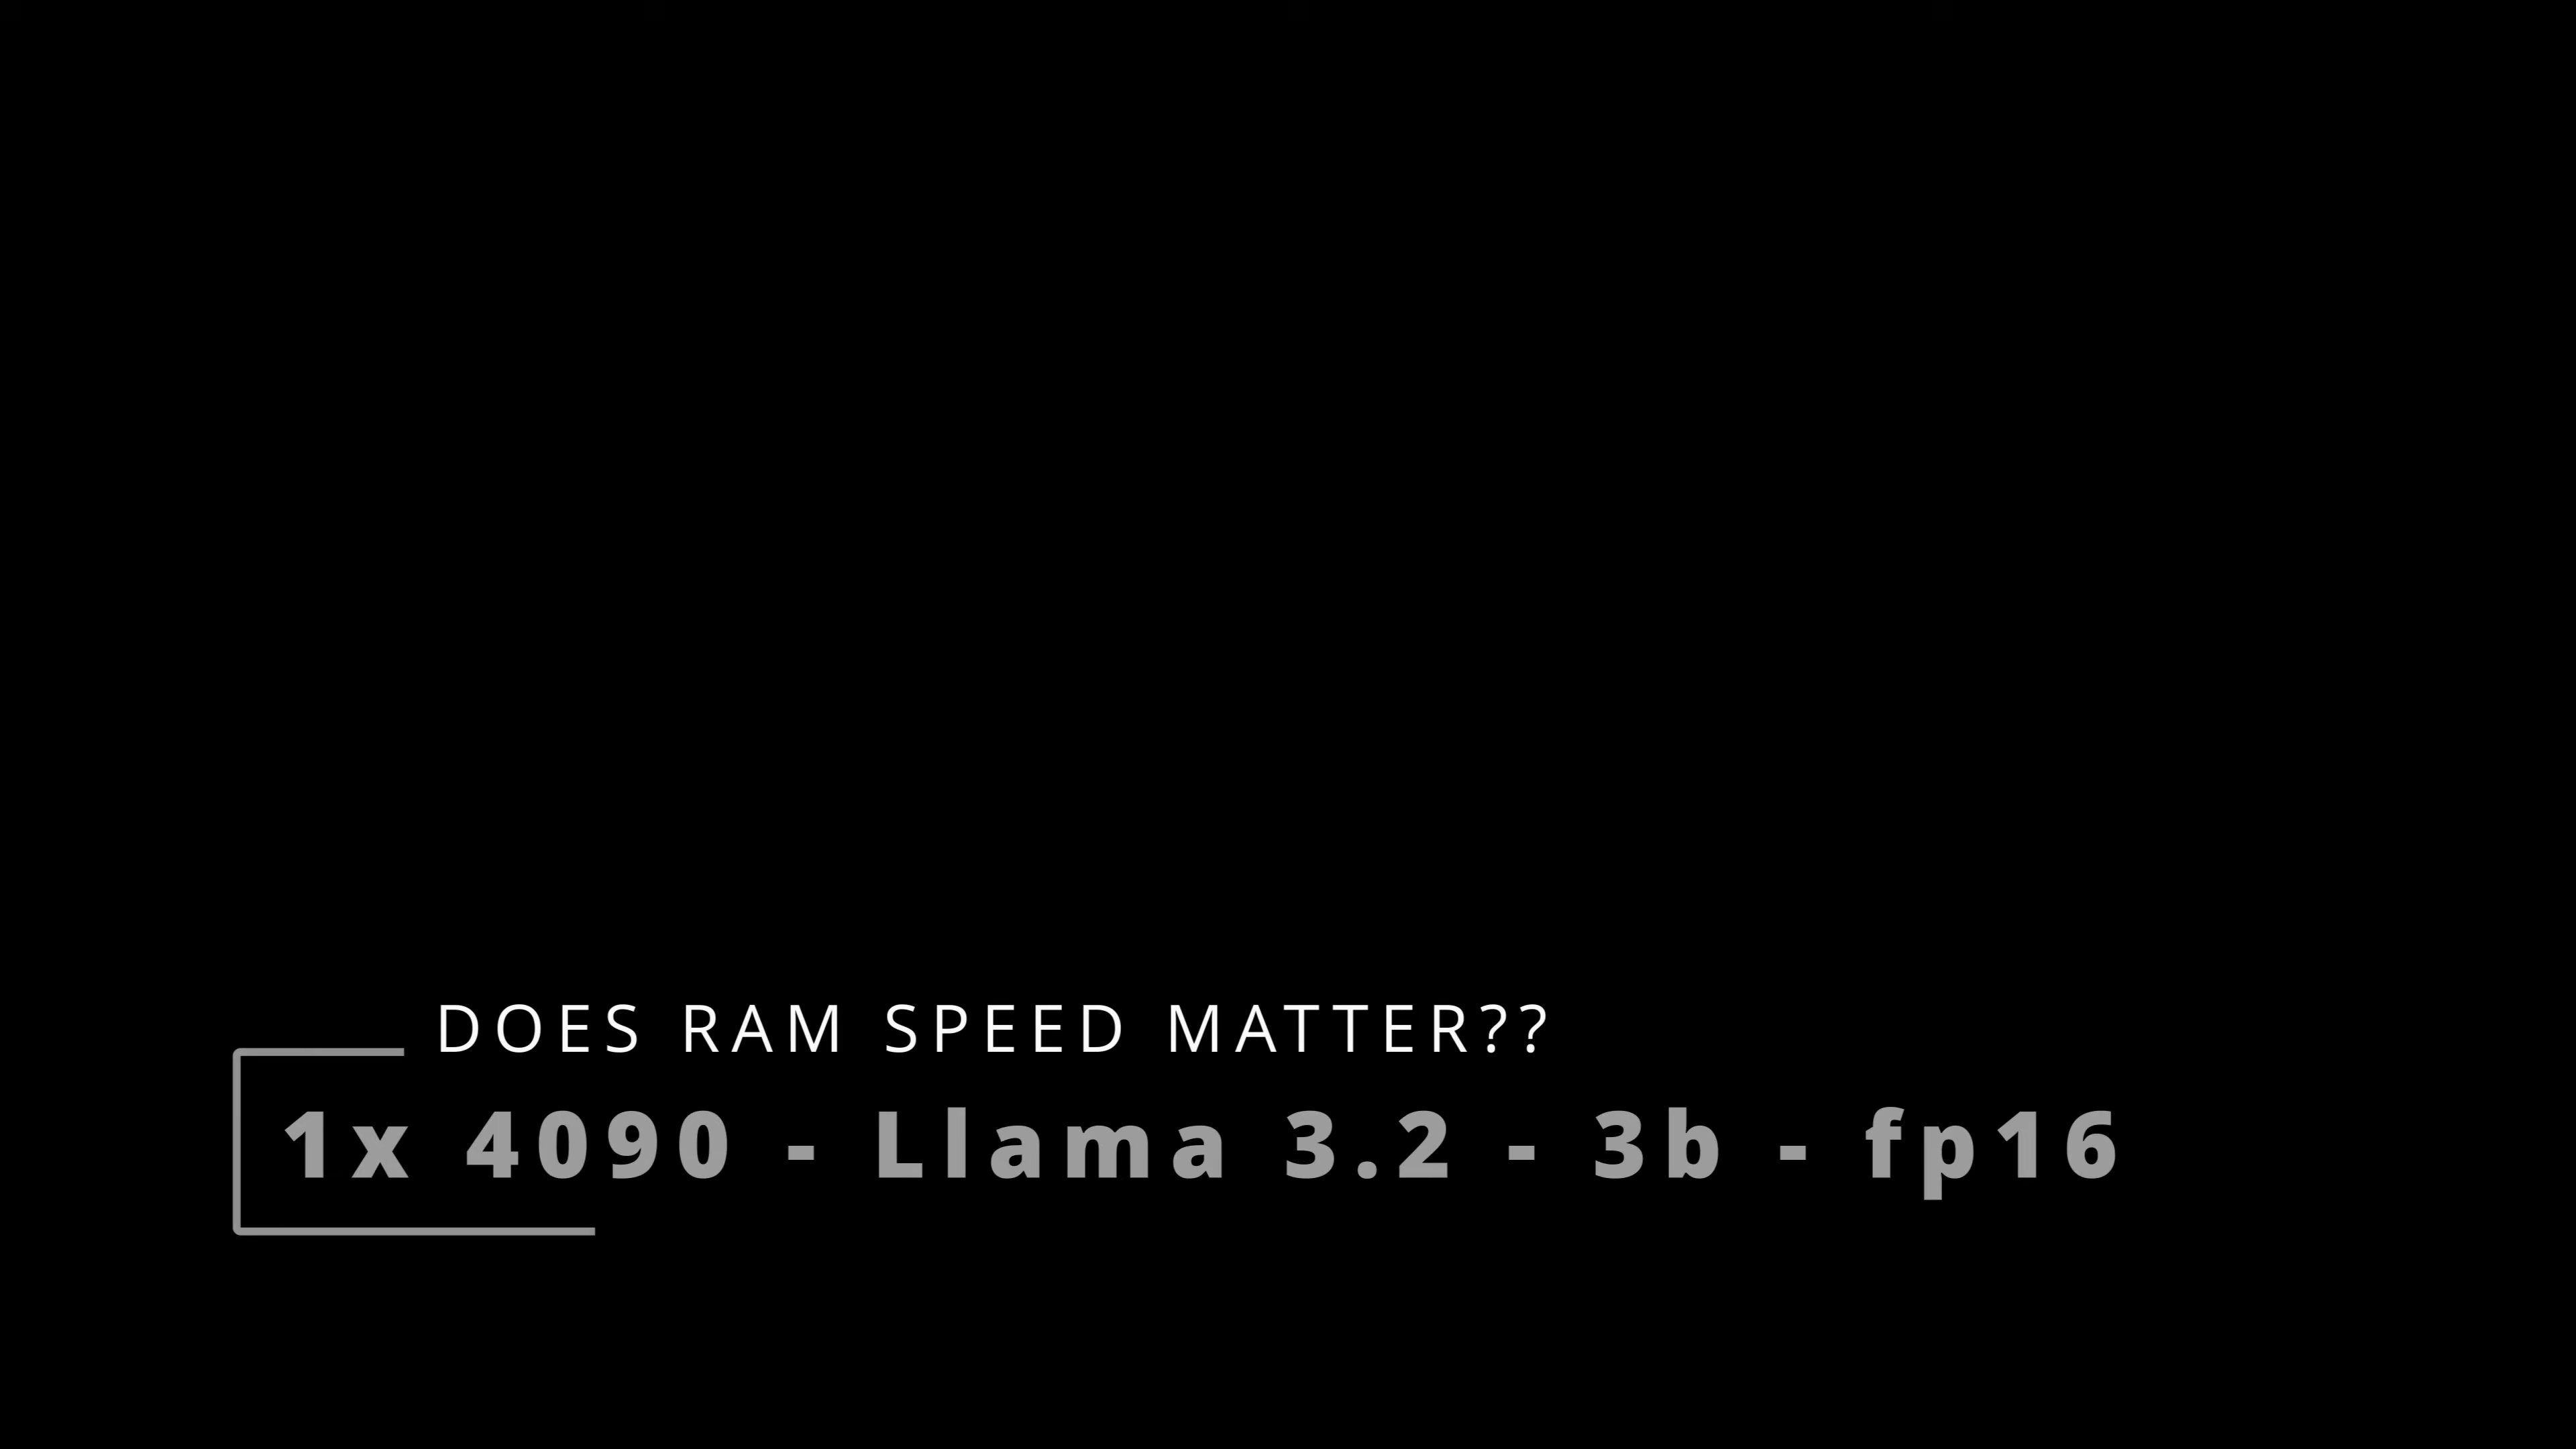 DOES RAM SPEED MATTER??
1x 4090 - Llama 3.2 - 3b - fp16